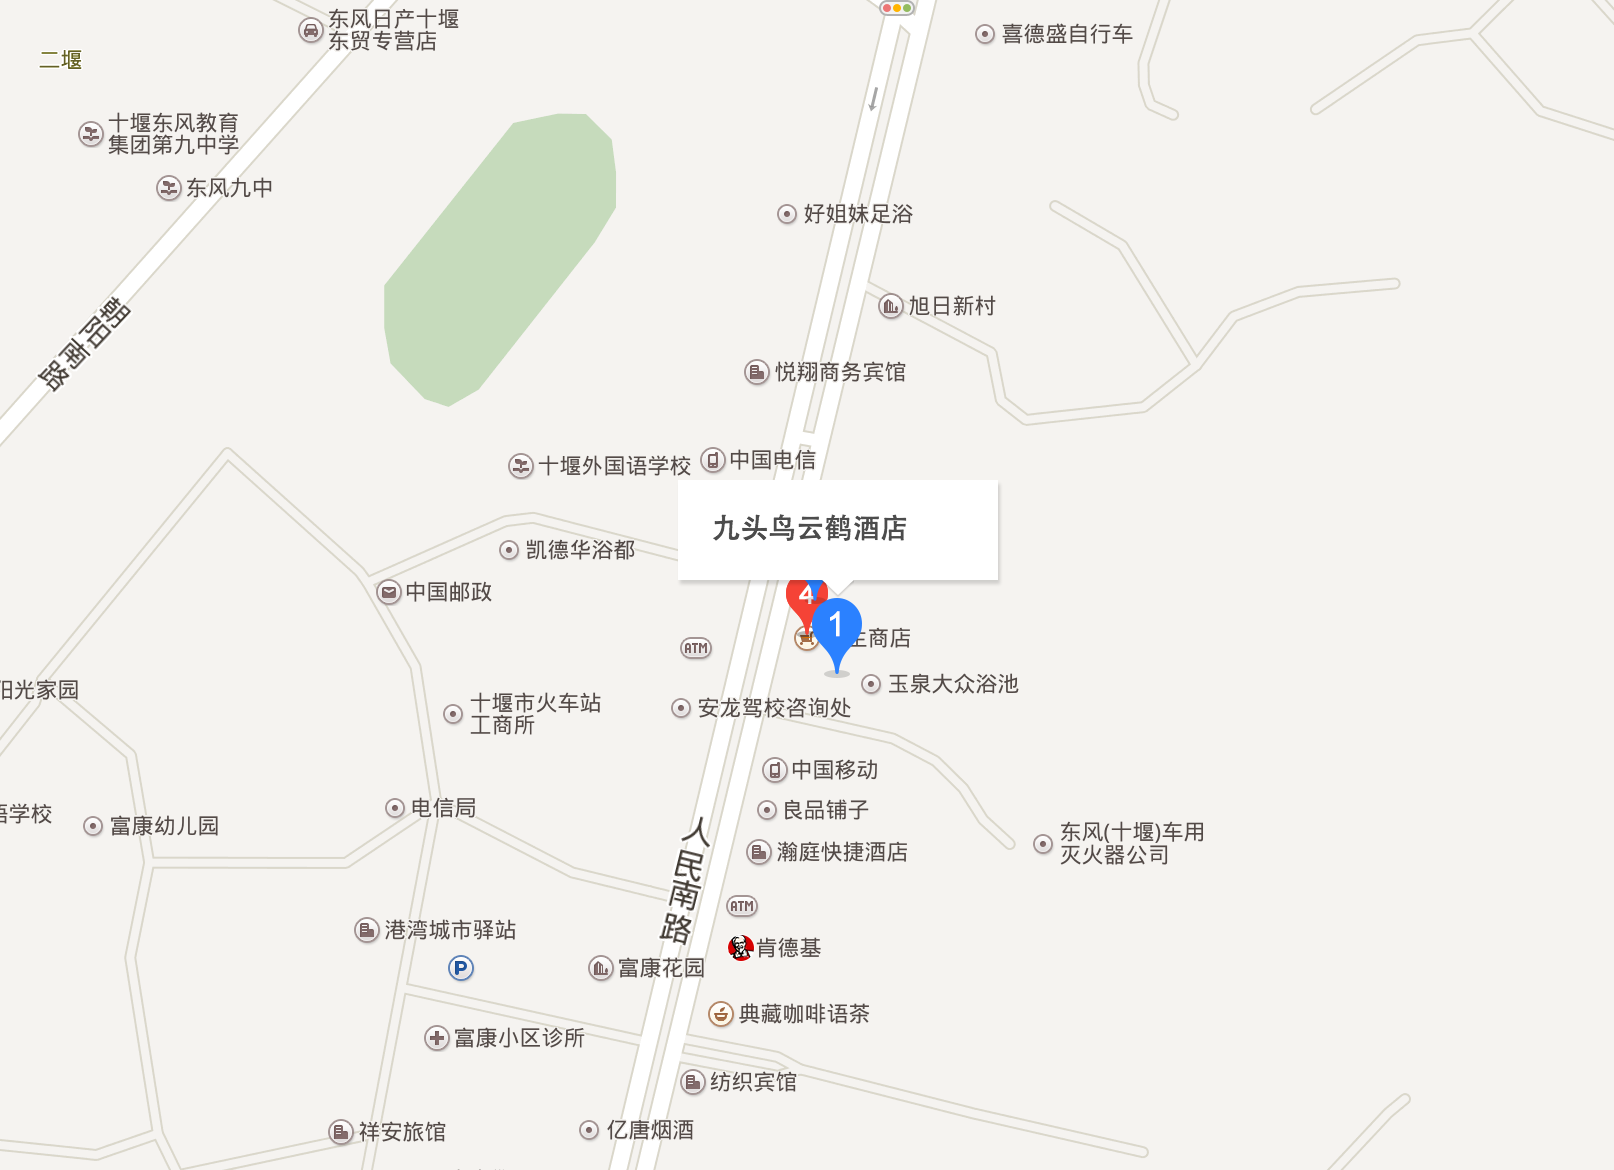 东风日产十堰
东贸专营店
喜德盛自行车
二堰
十堰东风教育
集团第九中学
东风九中
好姐妹足浴
旭日新村
朝阳南路
悦翔商务宾馆
中国电信
十堰外国语学校
九头鸟云鹤酒店
凯德华浴都
中国邮政
4
1
商店
ATM
玉泉大众浴池
阳光家园
十堰市火车站
工商所
安龙驾校咨询处
中国移动
电信局
良品铺子
语学校
富康幼儿园
人民南路
东风(十堰)车用
灭火器公司
瀚庭快捷酒店
ATM
港湾城市驿站
肯德基
P
富康花园
典藏咖啡语茶
富康小区诊所
纺织宾馆
祥安旅馆
亿唐烟酒